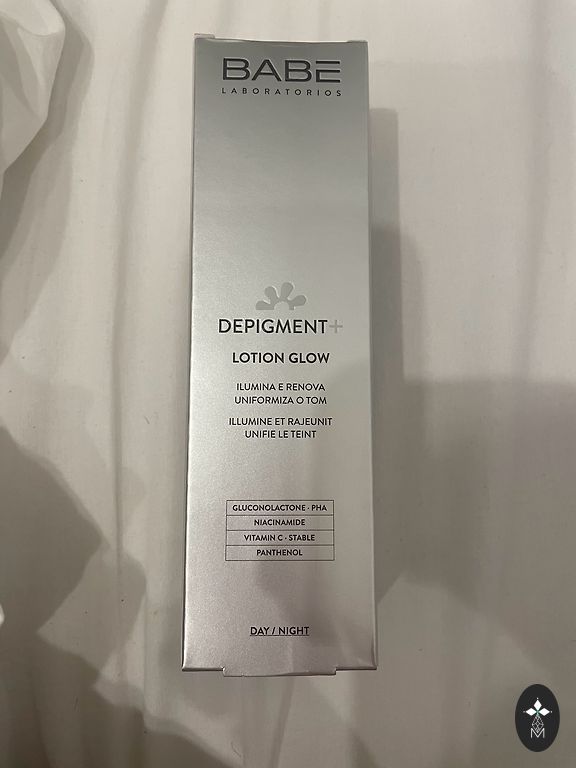 BABE
LABORATORIOS
DEPIGMENT+
LOTION GLOW
ILUMINA E RENOVA
UNIFORMIZA O TOM
ILLUMINE ET RAJEUNIT
UNIFIE LE TEINT
GLUCONOLACTONE · PHA
NIACINAMIDE
VITAMIN C · STABLE
PANTHENOL
DAY / NIGHT
M